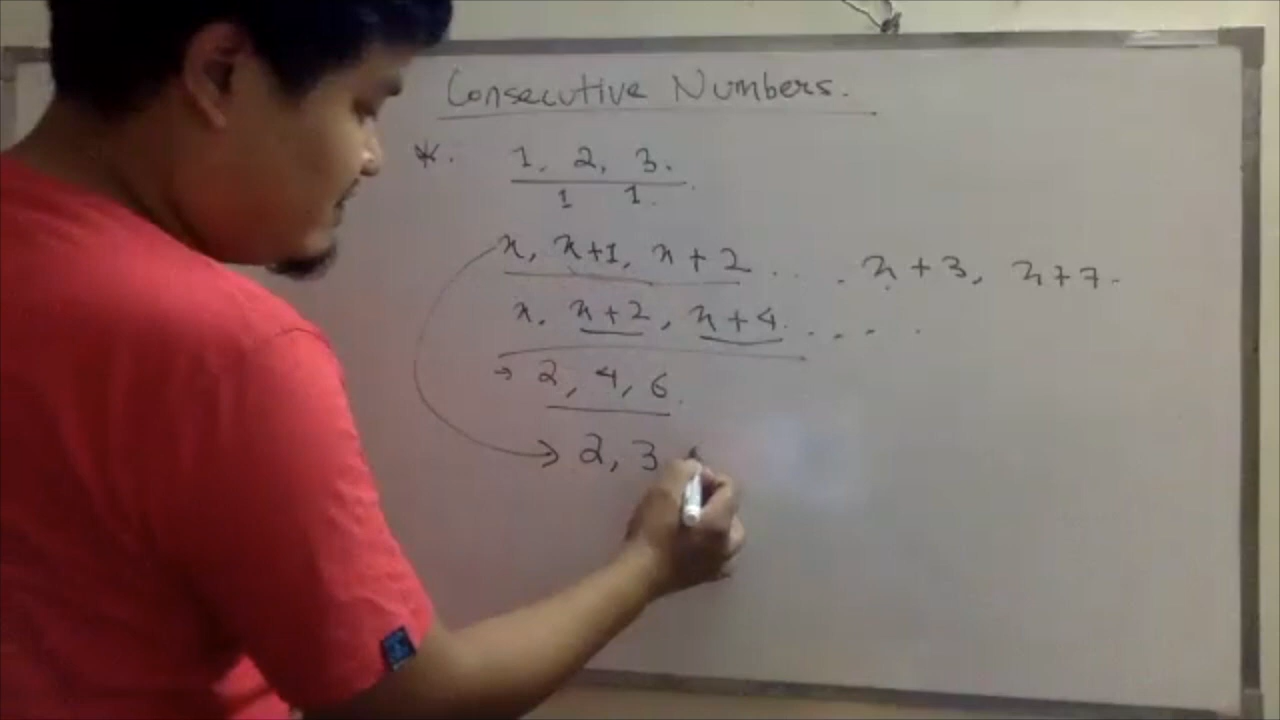 Consecutive Numbers.
*. 1, 2, 3.
1 1.
x, x+1, x+2 ... . x+3, x+7.
x, x+2, x+4. ....
→ 2, 4, 6.
→ 2, 3